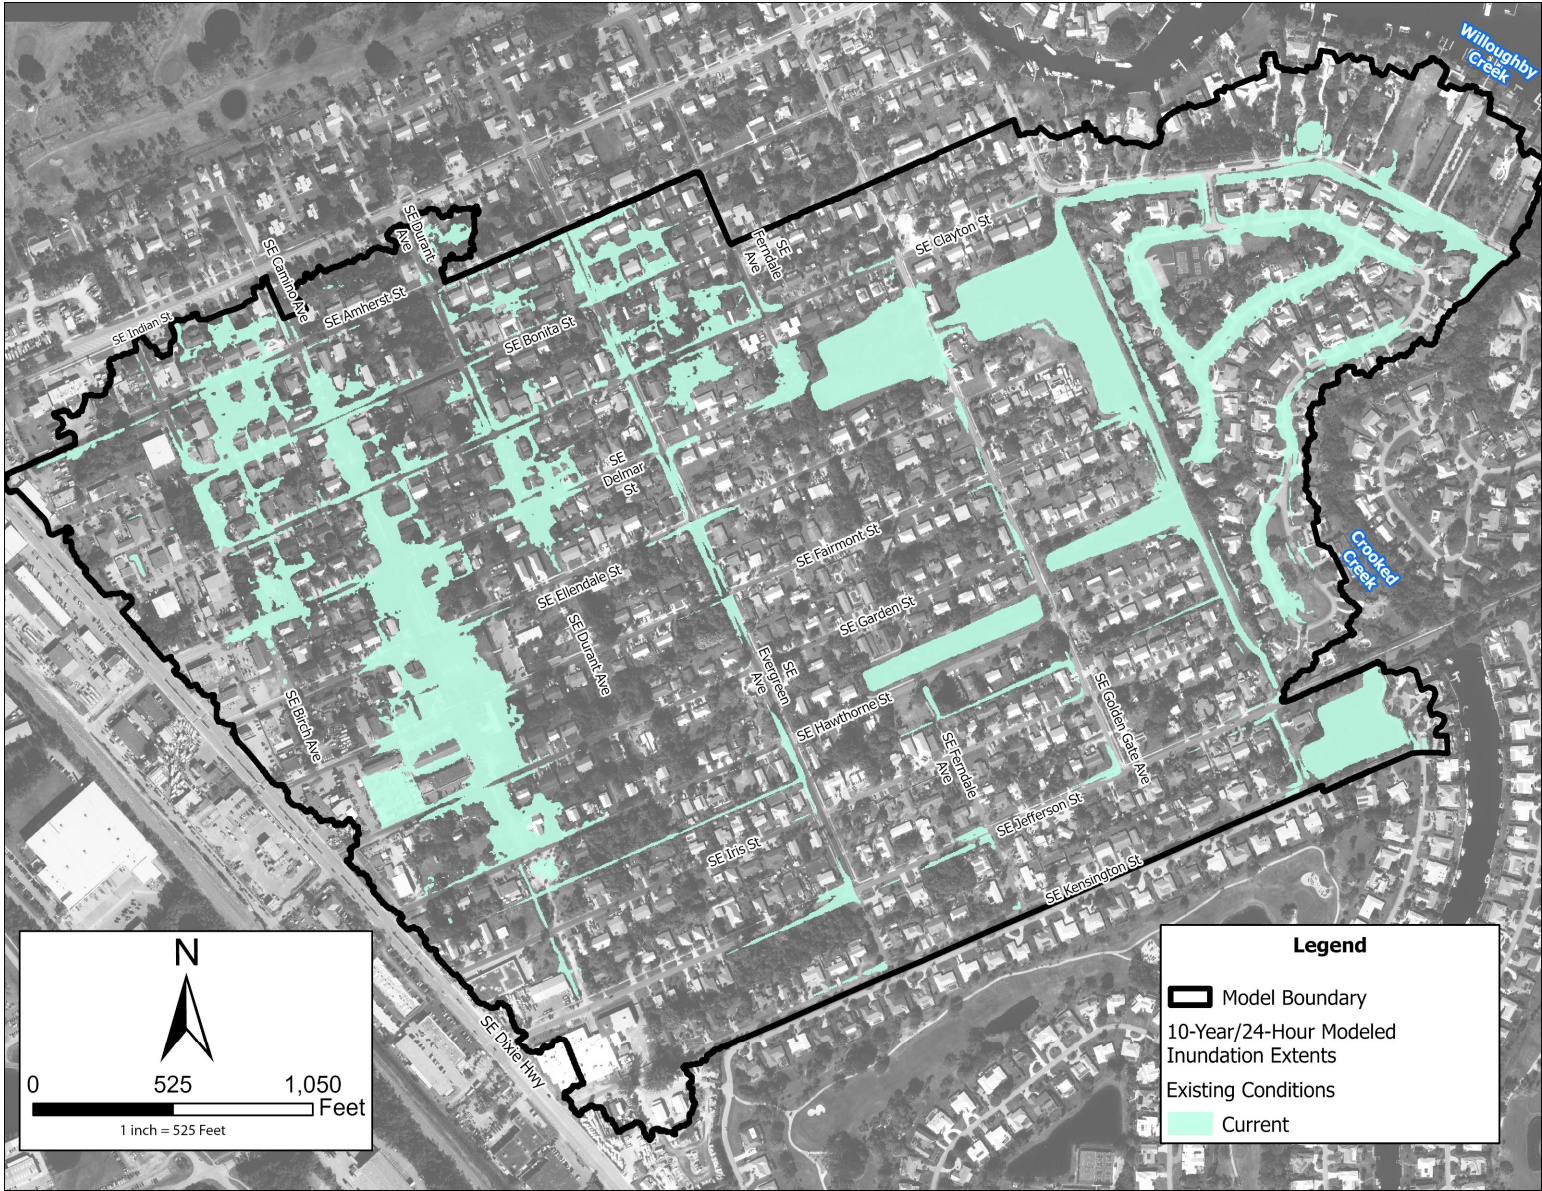 Willoughby
Creek
SE Durant
Ave
SE
Ferndale
Ave
SE Clayton St
SE Camino Ave
SE Amherst St
SE Indian St
SE Bonita St
SE
Delmar
St
SE Fairmont St
Crooked
Creek
SE Ellendale St
SE Garden St
SE Durant Ave
SE
Evergreen
Ave
SE Birch Ave
SE Hawthorne St
SE Golden Gate Ave
SE Ferndale
Ave
SE Jefferson St
SE Iris St
SE Kensington St
SE Dixie Hwy
N
0 525 1,050
Feet
1 inch = 525 Feet
Legend
Model Boundary
10-Year/24-Hour Modeled
Inundation Extents
Existing Conditions
Current